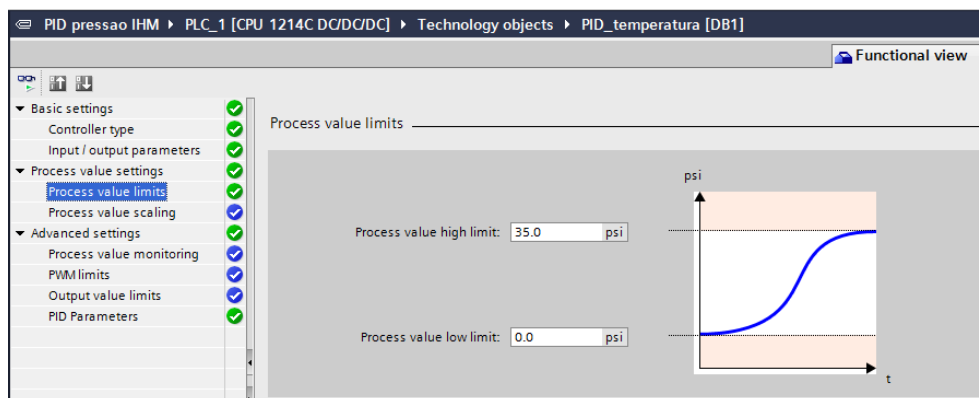 PID pressao IHM ▸ PLC_1 [CPU 1214C DC/DC/DC] ▸ Technology objects ▸ PID_temperatura [DB1]
Functional view
Basic settings
Controller type
Input / output parameters
Process value settings
Process value limits
Process value scaling
Advanced settings
Process value monitoring
PWM limits
Output value limits
PID Parameters
Process value limits
psi
Process value high limit: 35.0 psi
Process value low limit: 0.0 psi
t